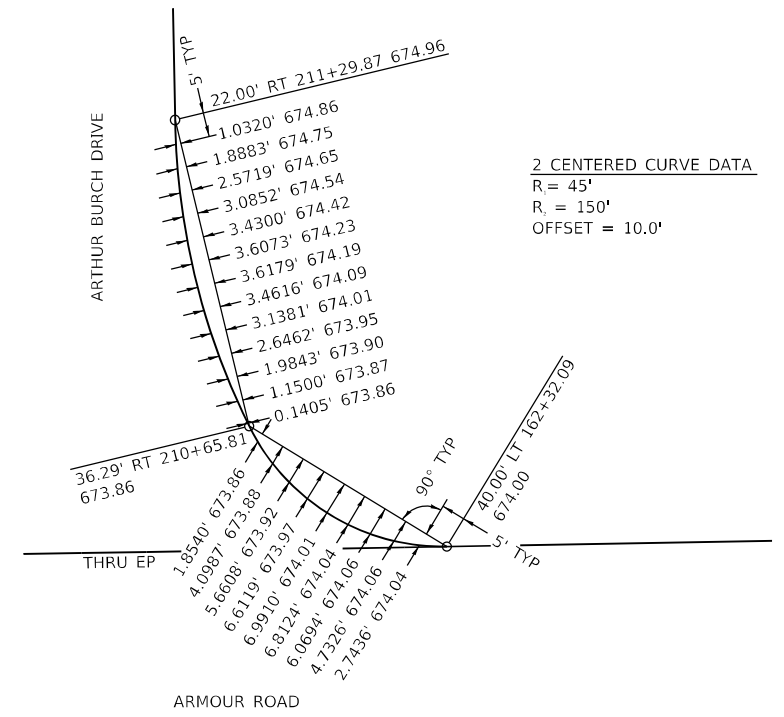 5' TYP
22.00' RT 211+29.87 674.96
1.0320' 674.86
1.8883' 674.75
2.5719' 674.65
3.0852' 674.54
3.4300' 674.42
3.6073' 674.23
3.6179' 674.19
3.4616' 674.09
3.1381' 674.01
2.6462' 673.95
1.9843' 673.90
1.1500' 673.87
0.1405' 673.86
ARTHUR BURCH DRIVE
2 CENTERED CURVE DATA
R₁= 45'
R₂ = 150'
OFFSET = 10.0'
36.29' RT 210+65.81
673.86
1.8540' 673.86
4.0987' 673.88
5.6608' 673.92
6.6119' 673.97
6.9910' 674.01
6.8124' 674.04
6.0694' 674.06
4.7326' 674.06
2.7436' 674.04
90° TYP
40.00' LT 162+32.09
674.00
5' TYP
THRU EP
ARMOUR ROAD